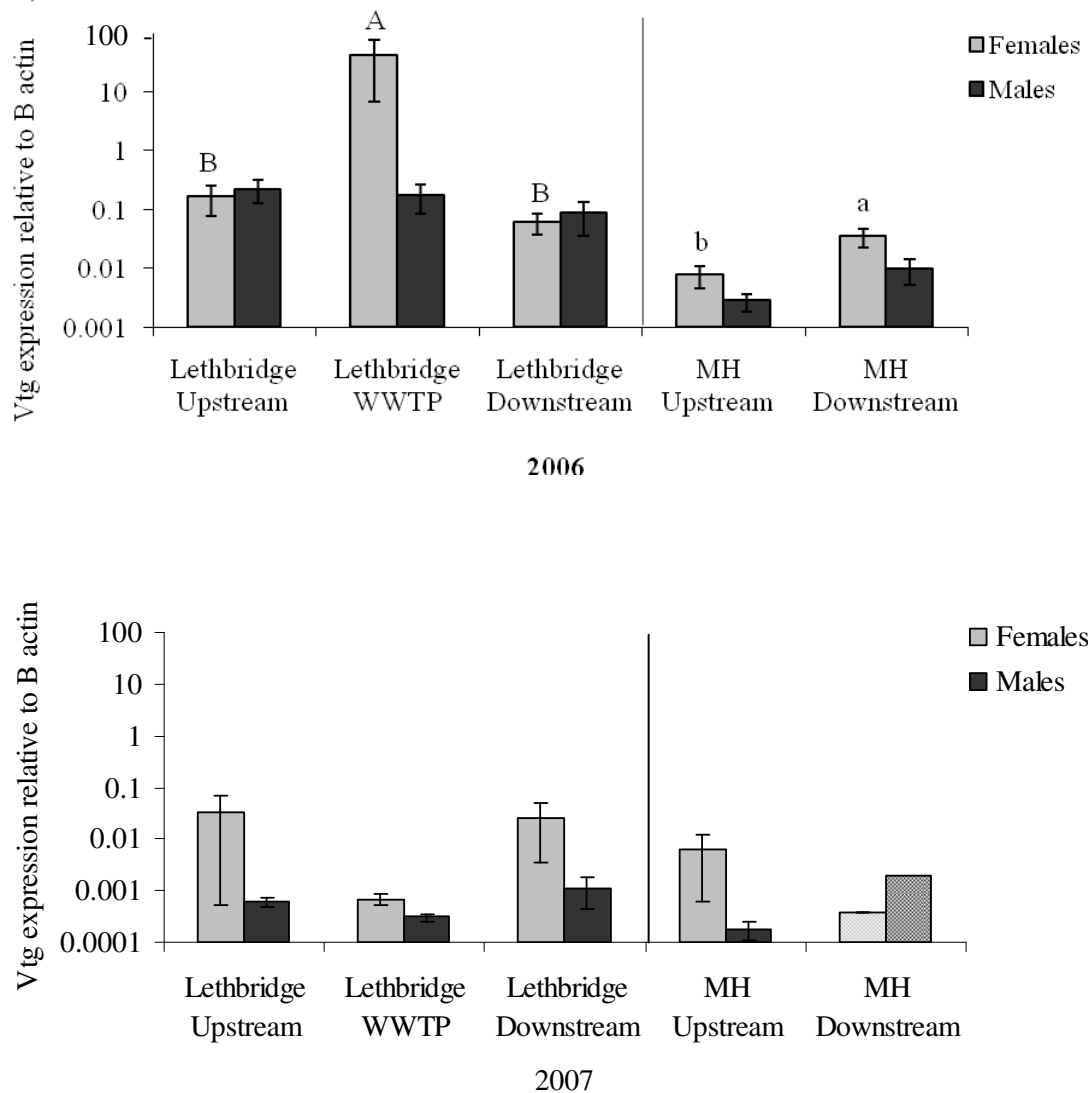 Vtg expression relative to B actin
100
10
1
0.1
0.01
0.001
B
A
B
b
a
Females
Males
Lethbridge Upstream
Lethbridge WWTP
Lethbridge Downstream
MH Upstream
MH Downstream
2006
Vtg expression relative to B actin
100
10
1
0.1
0.01
0.001
0.0001
Females
Males
Lethbridge Upstream
Lethbridge WWTP
Lethbridge Downstream
MH Upstream
MH Downstream
2007